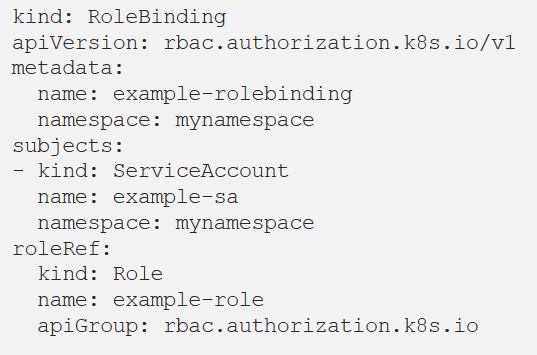 kind: RoleBinding
apiVersion: rbac.authorization.k8s.io/v1
metadata:
  name: example-rolebinding
  namespace: mynamespace
subjects:
- kind: ServiceAccount
  name: example-sa
  namespace: mynamespace
roleRef:
  kind: Role
  name: example-role
  apiGroup: rbac.authorization.k8s.io